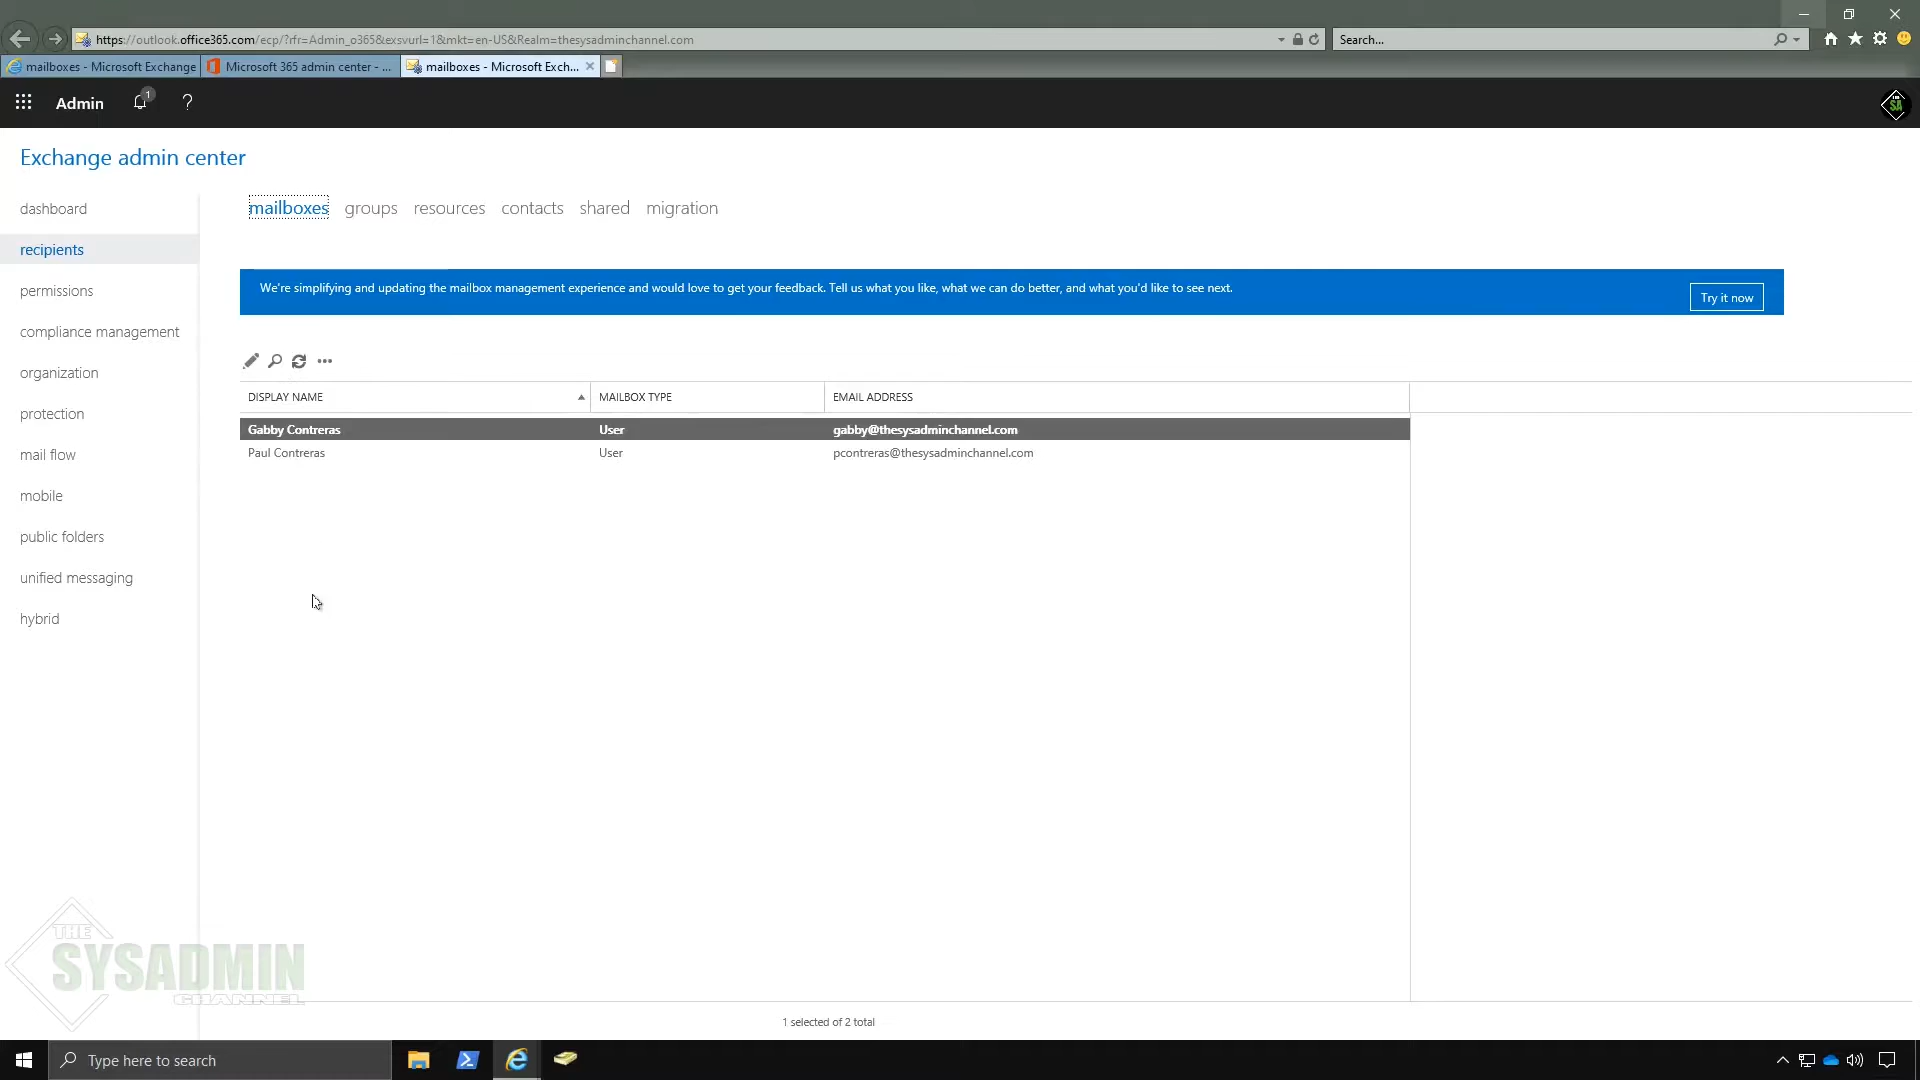 https://outlook.office365.com/ecp/?rfr=Admin_o365&exsvurl=1&mkt=en-US&Realm=thesysadminchannel.com
Search...
mailboxes - Microsoft Exchange
Microsoft 365 admin center - ...
mailboxes - Microsoft Exch...
Admin
1
?
SA
Exchange admin center
dashboard
recipients
permissions
compliance management
organization
protection
mail flow
mobile
public folders
unified messaging
hybrid
mailboxes groups resources contacts shared migration
We're simplifying and updating the mailbox management experience and would love to get your feedback. Tell us what you like, what we can do better, and what you'd like to see next.
Try it now
DISPLAY NAME MAILBOX TYPE EMAIL ADDRESS
Gabby Contreras User gabby@thesysadminchannel.com
Paul Contreras User pcontreras@thesysadminchannel.com
1 selected of 2 total
THE
SYSADMIN
CHANNEL
Type here to search